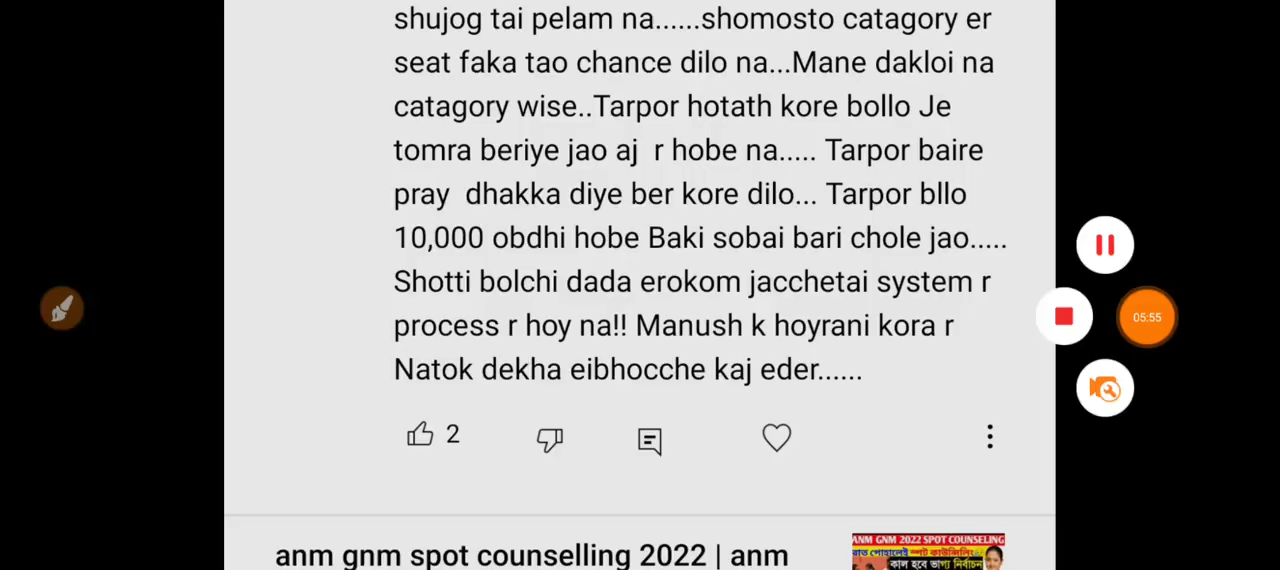 shujog tai pelam na......shomosto catagory er
seat faka tao chance dilo na...Mane dakloi na
catagory wise..Tarpor hotath kore bollo Je
tomra beriye jao aj r hobe na..... Tarpor baire
pray dhakka diye ber kore dilo... Tarpor bllo
10,000 obdhi hobe Baki sobai bari chole jao.....
Shotti bolchi dada erokom jacchetai system r
process r hoy na!! Manush k hoyrani kora r
Natok dekha eibhocche kaj eder......
05:55
2
anm gnm spot counselling 2022 | anm
ANM GNM 2022 SPOT COUNSELING
রাত পোহালেই স্পট কাউন্সিলিং
কাল হবে ভাগ্য নির্বাচন